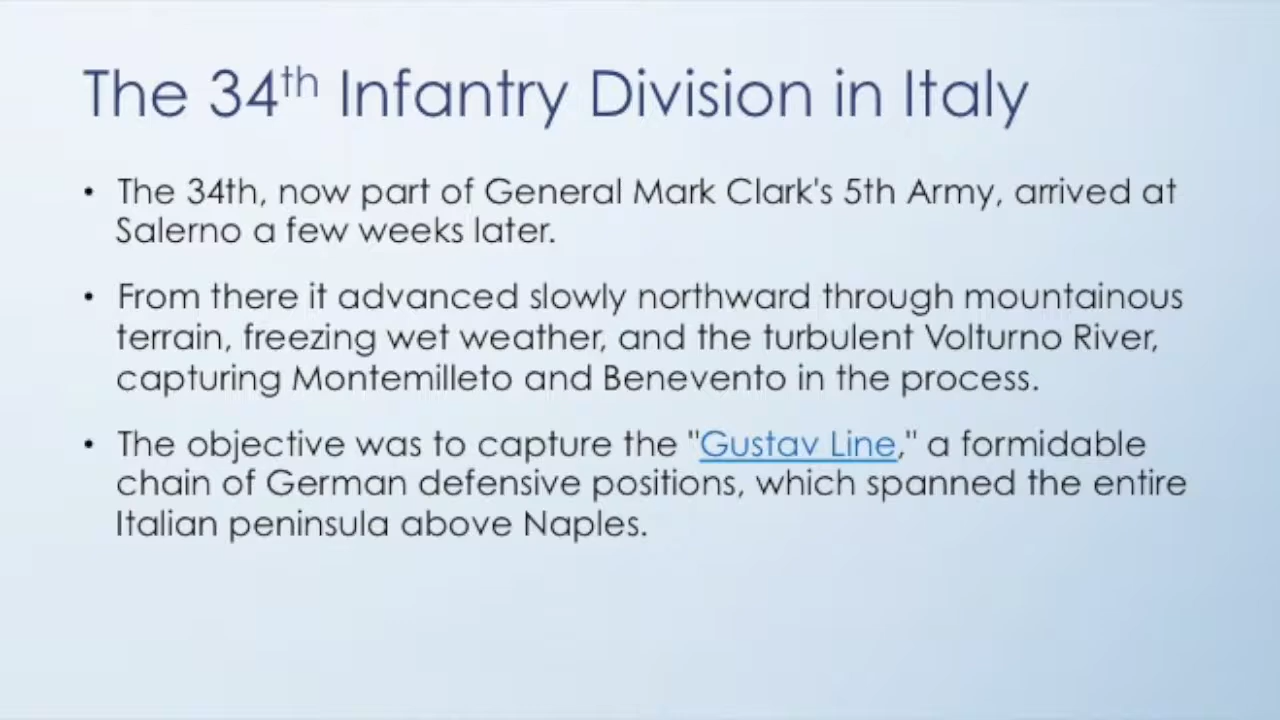 The 34th Infantry Division in Italy
• The 34th, now part of General Mark Clark's 5th Army, arrived at
Salerno a few weeks later.
• From there it advanced slowly northward through mountainous
terrain, freezing wet weather, and the turbulent Volturno River,
capturing Montemilleto and Benevento in the process.
• The objective was to capture the "Gustav Line," a formidable
chain of German defensive positions, which spanned the entire
Italian peninsula above Naples.